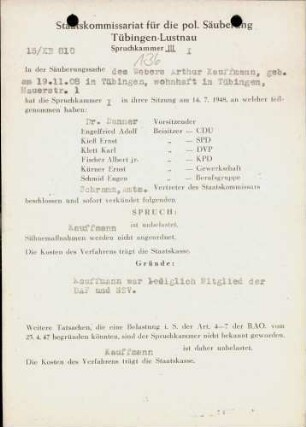 Staatskommissariat für die pol. Säuberung
Tübingen-Lustnau
Spruchkammer III I
15/KB 810
136
In der Säuberungssache des Webers Arthur Kauffmann, geb.
am 19.11.08 in Tübingen, wohnhaft in Tübingen,
Mauerstr. 1
hat die Spruchkammer I in ihrer Sitzung am 14. 7. 1948, an welcher teil-
genommen haben:
Dr. Danner Vorsitzender
Engelfried Adolf Beisitzer — CDU
Kieß Ernst „ — SPD
Klett Karl „ — DVP
Fischer Albert jr. „ — KPD
Kürner Ernst „ — Gewerkschaft
Schmid Eugen „ — Berufsgruppe
Vertreter des Staatskommissars
beschlossen und sofort verkündet folgenden
SPRUCH:
Kauffmann ist unbelastet.
Sühnemaßnahmen werden nicht angeordnet.
Die Kosten des Verfahrens trägt die Staatskasse.
Gründe:
Kauffmann war lediglich Mitglied der
DAF und NSV.
Weitere Tatsachen, die eine Belastung i. S. der Art. 4—7 der RAO. vom
25. 4. 47 begründen könnten, sind der Spruchkammer nicht bekannt geworden.
Kauffmann ist daher unbelastet.
Die Kosten des Verfahrens trägt die Staatskasse.